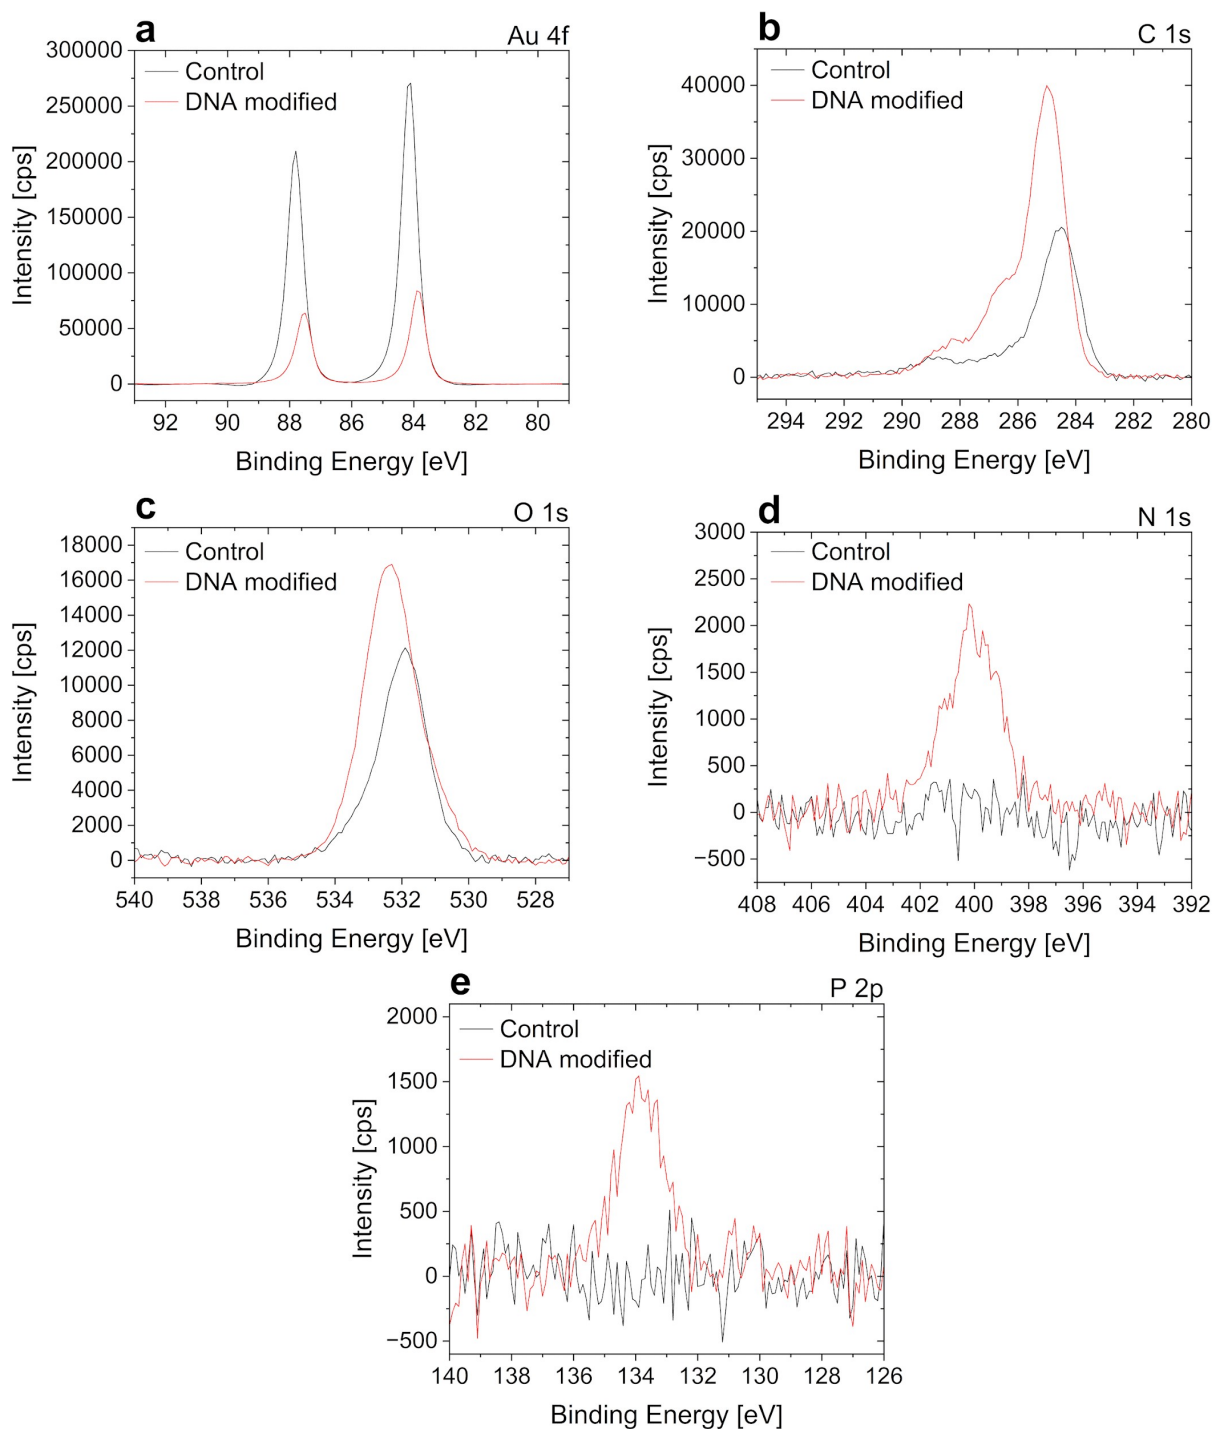 a
Au 4f
Control
DNA modified
300000
250000
200000
150000
100000
50000
0
92 90 88 86 84 82 80
Intensity [cps]
Binding Energy [eV]
b
C 1s
Control
DNA modified
40000
30000
20000
10000
0
294 292 290 288 286 284 282 280
Intensity [cps]
Binding Energy [eV]
c
O 1s
Control
DNA modified
18000
16000
14000
12000
10000
8000
6000
4000
2000
0
540 538 536 534 532 530 528
Intensity [cps]
Binding Energy [eV]
d
N 1s
Control
DNA modified
3000
2500
2000
1500
1000
500
0
−500
408 406 404 402 400 398 396 394 392
Intensity [cps]
Binding Energy [eV]
e
P 2p
Control
DNA modified
2000
1500
1000
500
0
−500
140 138 136 134 132 130 128 126
Intensity [cps]
Binding Energy [eV]